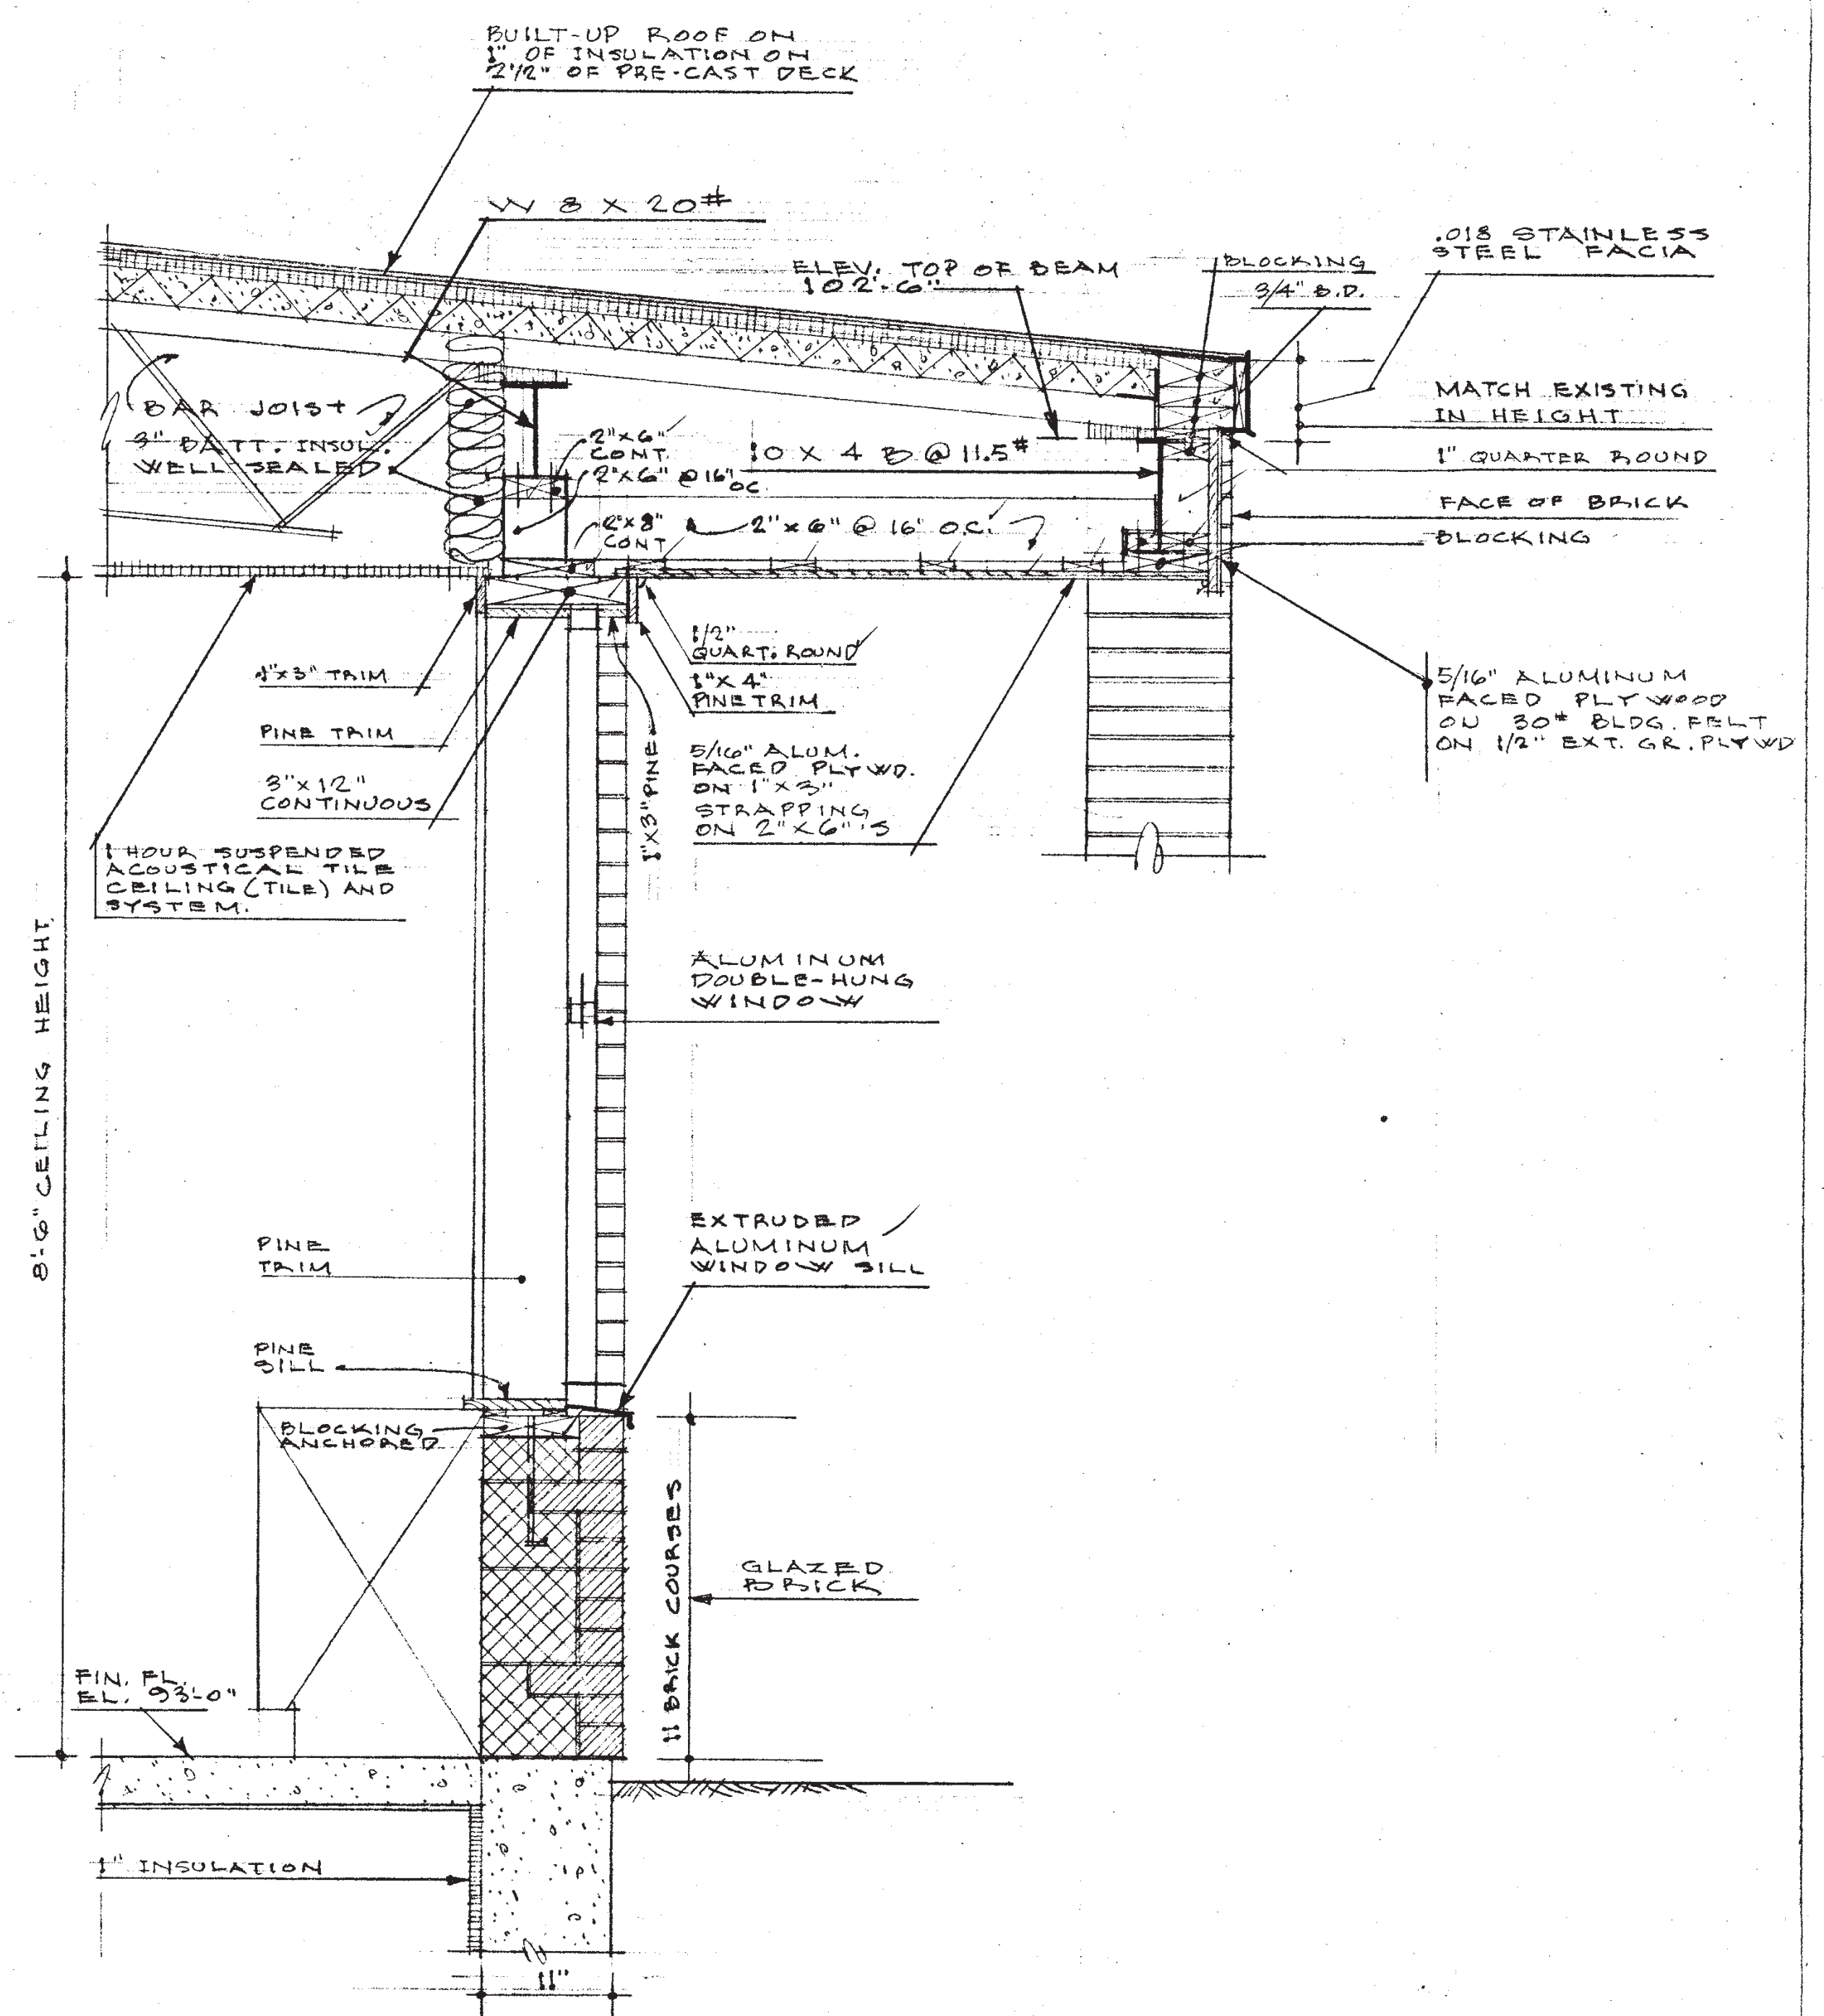 BUILT-UP ROOF ON
1" OF INSULATION ON
2 1/2" OF PRE-CAST DECK
W 8 X 20#
ELEV. TOP OF BEAM
102'-6"
BLOCKING
3/4" B.D.
.018 STAINLESS
STEEL FACIA
MATCH EXISTING
IN HEIGHT
1" QUARTER ROUND
FACE OF BRICK
BLOCKING
BAR JOIST
3" BATT. INSUL.
WELL SEALED
2"X6"
CONT.
2"X6" @ 16"
OC
10 X 4 B @ 11.5#
2"X8"
CONT
2"X6" @ 16" O.C.
1"X3" TRIM
PINE TRIM
3"X12"
CONTINUOUS
1/2"
QUART. ROUND
1"X4"
PINE TRIM
1"X3" PINE
5/16" ALUM.
FACED PLYWD.
ON 1"X3"
STRAPPING
ON 2"X6"'S
5/16" ALUMINUM
FACED PLYWOOD
ON 30# BLDG. FELT
ON 1/2" EXT. GR. PLYWD
1 HOUR SUSPENDED
ACOUSTICAL TILE
CEILING (TILE) AND
SYSTEM.
8'-6" CEILING HEIGHT
ALUMINUM
DOUBLE-HUNG
WINDOW
PINE
TRIM
EXTRUDED
ALUMINUM
WINDOW SILL
PINE
SILL
BLOCKING
ANCHORED
11 BRICK COURSES
GLAZED
BRICK
FIN. FL.
EL. 93'-0"
1" INSULATION
11"